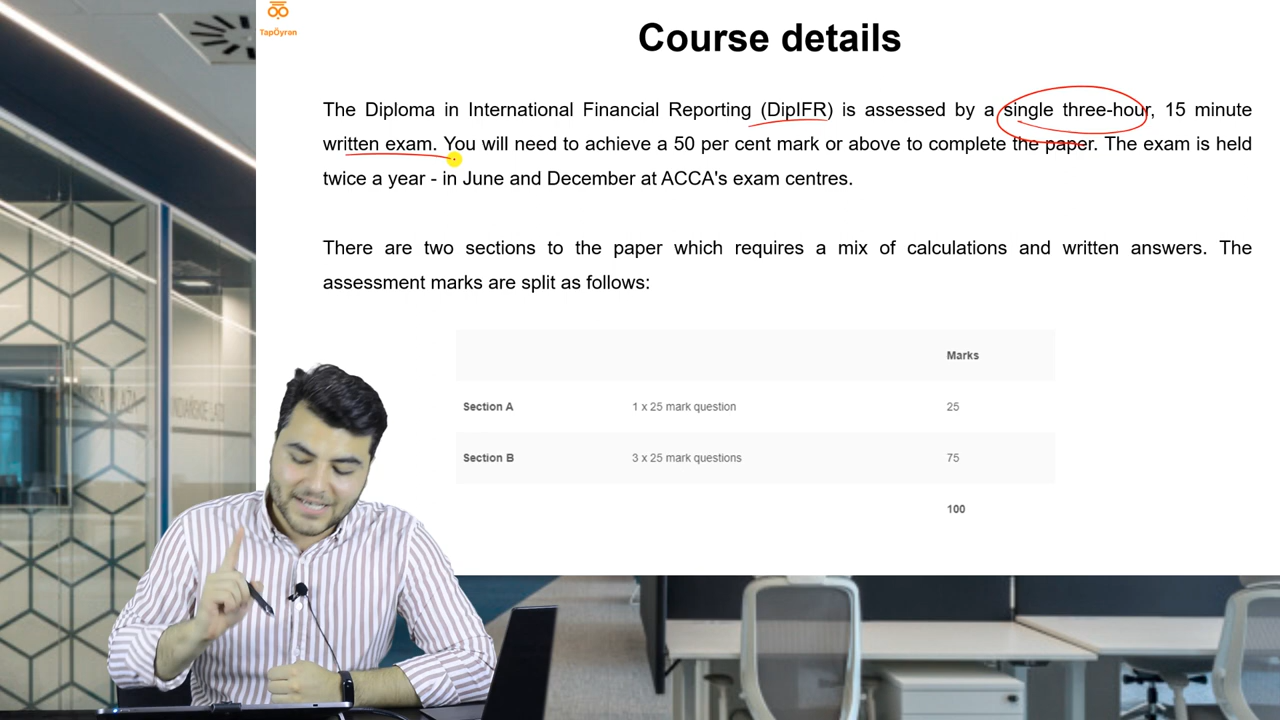 TapÖyrən
Course details
The Diploma in International Financial Reporting (DipIFR) is assessed by a single three-hour, 15 minute
written exam. You will need to achieve a 50 per cent mark or above to complete the paper. The exam is held
twice a year - in June and December at ACCA's exam centres.
There are two sections to the paper which requires a mix of calculations and written answers. The
assessment marks are split as follows:
Marks
Section A 1 x 25 mark question 25
Section B 3 x 25 mark questions 75
100